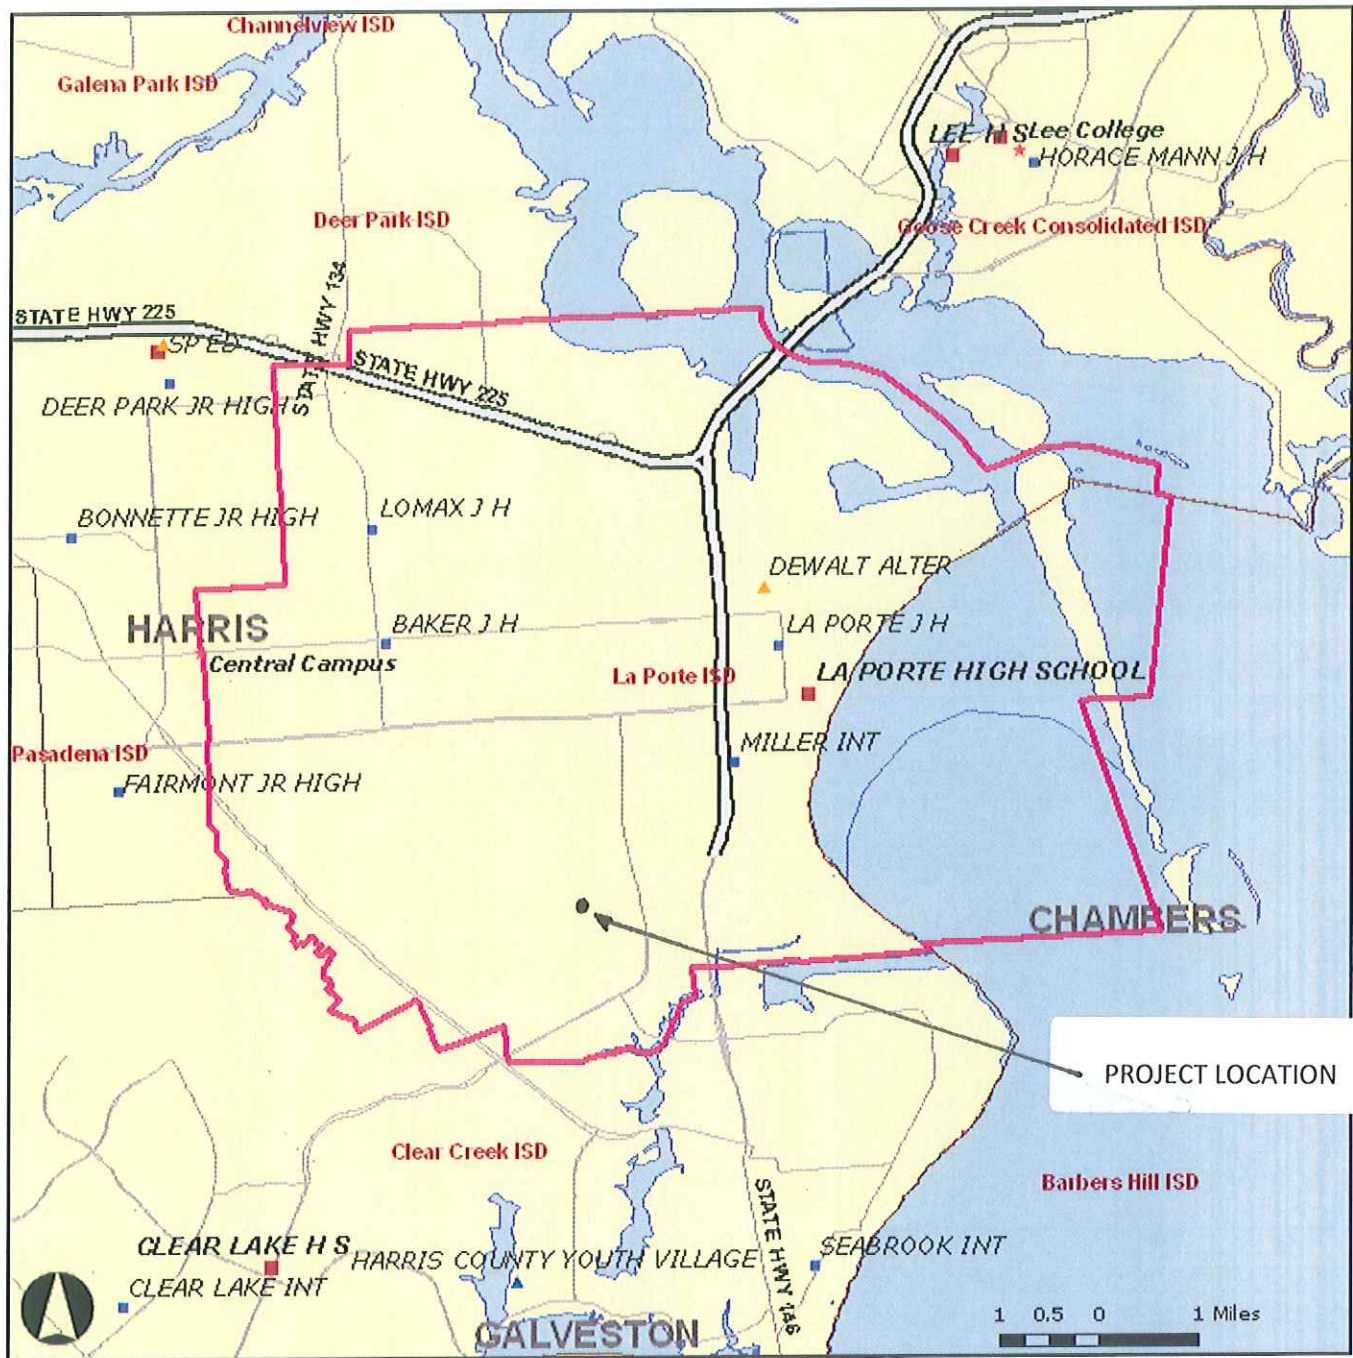 Channelview ISD
Galena Park ISD
LEE H S
Lee College
HORACE MANN J H
Deer Park ISD
Goose Creek Consolidated ISD
STATE HWY 134
STATE HWY 225
SP ED
STATE HWY 225
DEER PARK JR HIGH
BONNETTE JR HIGH
LOMAX J H
DEWALT ALTER
HARRIS
BAKER J H
LA PORTE J H
Central Campus
La Porte ISD
LA PORTE HIGH SCHOOL
Pasadena ISD
MILLER INT
FAIRMONT JR HIGH
CHAMBERS
PROJECT LOCATION
Clear Creek ISD
Barbers Hill ISD
STATE HWY 146
CLEAR LAKE H S
HARRIS COUNTY YOUTH VILLAGE
SEABROOK INT
CLEAR LAKE INT
1 0.5 0 1 Miles
GALVESTON